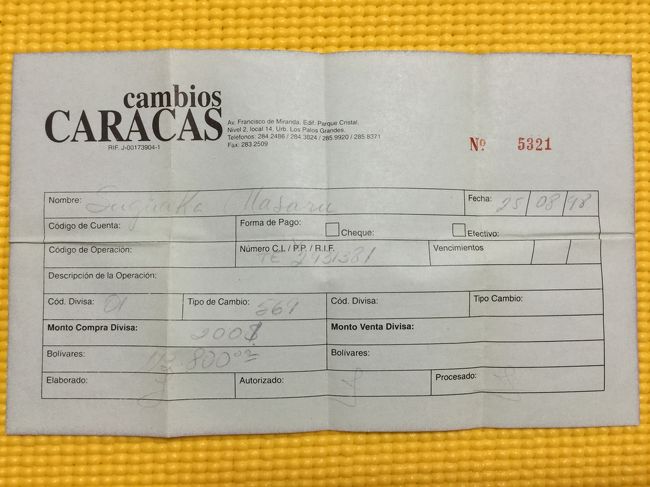 cambios
CARACAS
RIF. J-00173904-1
Av. Francisco de Miranda. Edif. Parque Cristal.
Nivel 2, local 14, Urb. Los Palos Grandes.
Teléfonos: 284.2486 / 284.3024 / 285.9920 / 285.8371
Fax: 283 2509
Nº 5321
Nombre: Masaru Fecha: 25 / 08 / 98
Código de Cuenta: Forma de Pago: Cheque: Efectivo:
Código de Operación: Número C.I. / P.P. / R.I.F. TE 2431381 Vencimientos
Descripción de la Operación:
Cód. Divisa: 01 Tipo de Cambio: 564 Cód. Divisa: Tipo Cambio:
Monto Compra Divisa: 200$ Monto Venta Divisa:
Bolívares: 112.800 00 Bolívares:
Elaborado: Autorizado: Procesado: